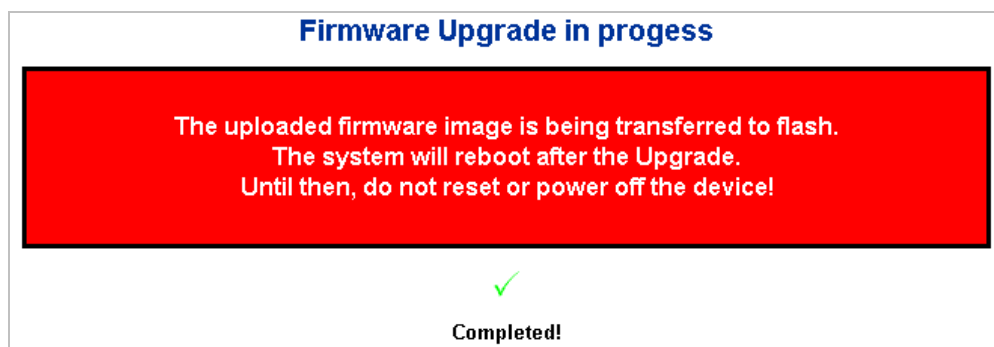 Firmware Upgrade in progess
The uploaded firmware image is being transferred to flash.
The system will reboot after the Upgrade.
Until then, do not reset or power off the device!
Completed!